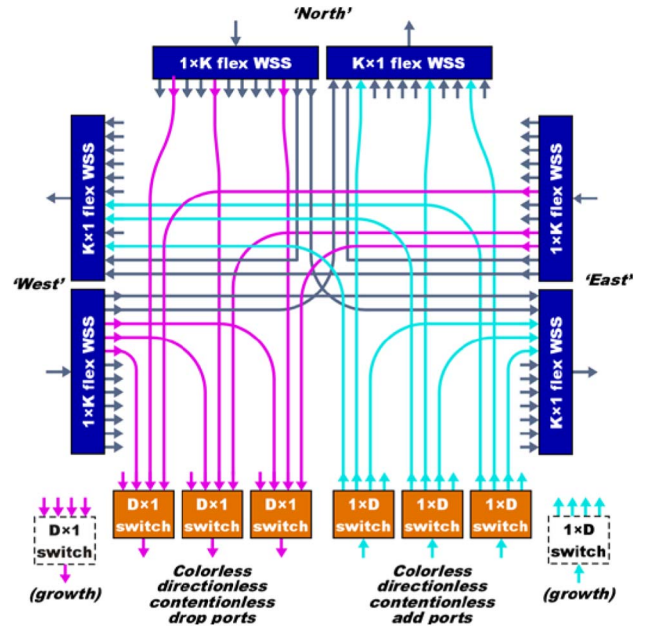 'North'
1×K flex WSS
K×1 flex WSS
K×1 flex WSS
1×K flex WSS
'West'
'East'
1×K flex WSS
K×1 flex WSS
D×1
switch
D×1
switch
D×1
switch
1×D
switch
1×D
switch
1×D
switch
D×1
switch
(growth)
1×D
switch
(growth)
Colorless
directionless
contentionless
drop ports
Colorless
directionless
contentionless
add ports